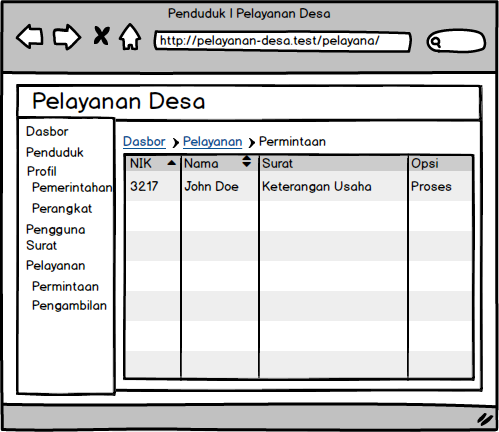 Penduduk | Pelayanan Desa
http://pelayanan-desa.test/pelayana/
Pelayanan Desa
Dasbor
Penduduk
Profil
Pemerintahan
Perangkat
Pengguna
Surat
Pelayanan
Permintaan
Pengambilan
Dasbor > Pelayanan > Permintaan
NIK Nama Surat Opsi
3217 John Doe Keterangan Usaha Proses